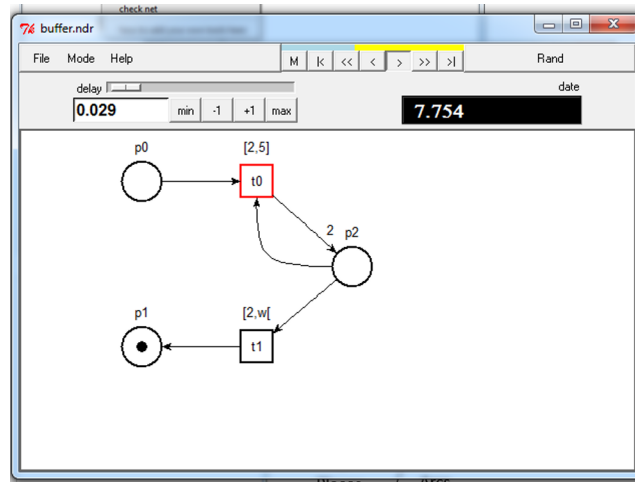 check net
7% buffer.ndr
File Mode Help M |< << < > >> >| Rand
delay date
0.029 min -1 +1 max 7.754
p0 [2,5]
t0
2 p2
p1 [2,w[
t1